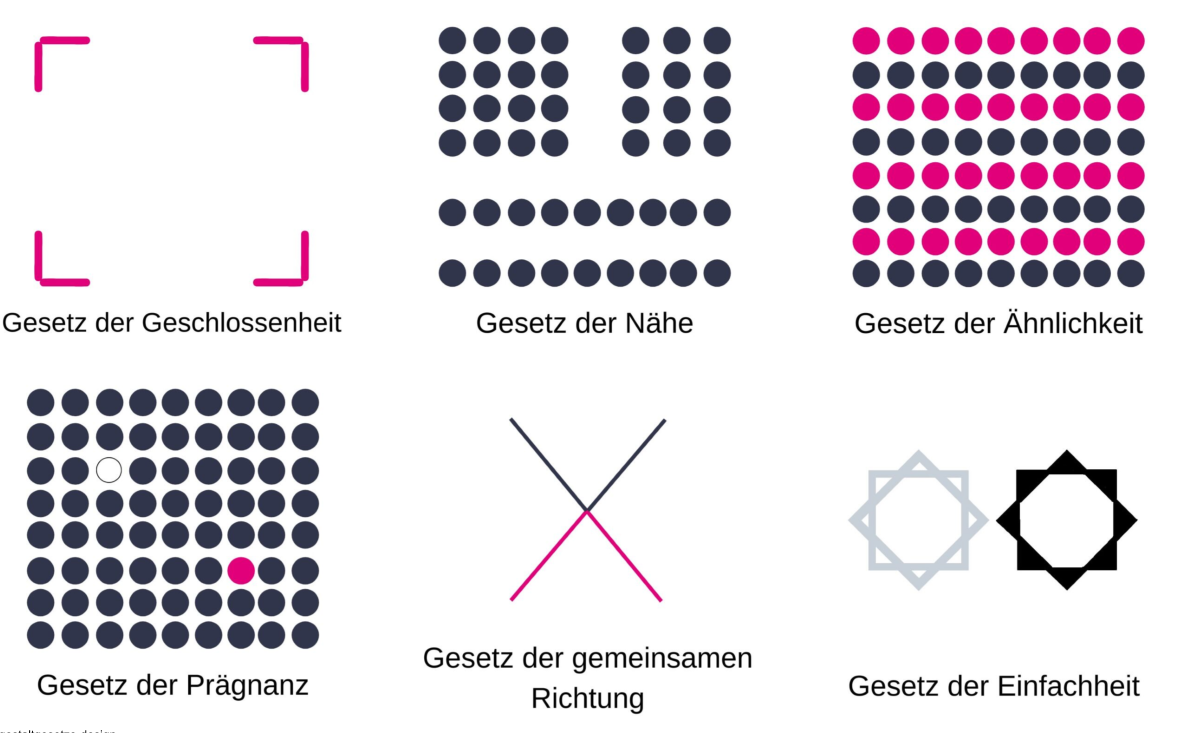 Gesetz der Geschlossenheit
Gesetz der Nähe
Gesetz der Ähnlichkeit
Gesetz der Prägnanz
Gesetz der gemeinsamen
Richtung
Gesetz der Einfachheit